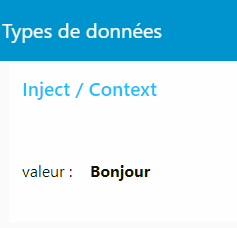 Types de données
Inject / Context
valeur : Bonjour